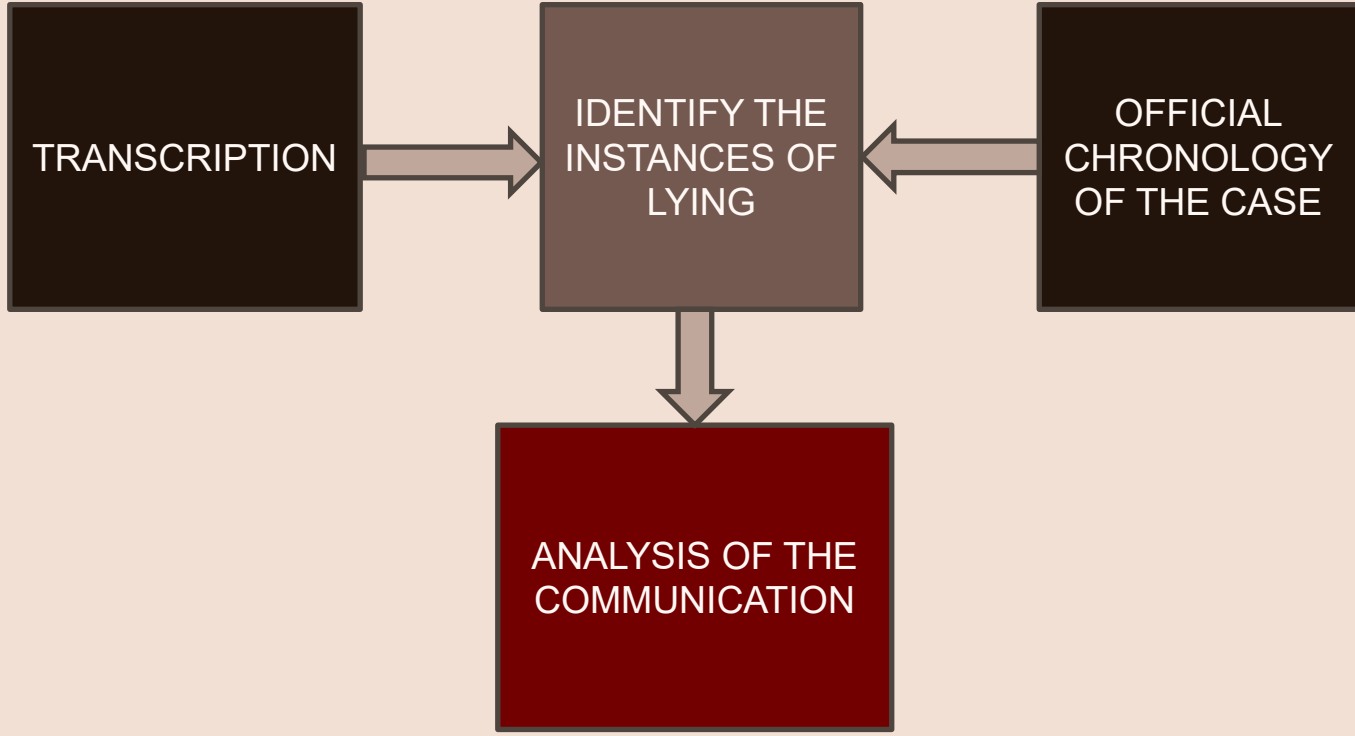 TRANSCRIPTION
IDENTIFY THE
INSTANCES OF
LYING
OFFICIAL
CHRONOLOGY
OF THE CASE
ANALYSIS OF THE
COMMUNICATION